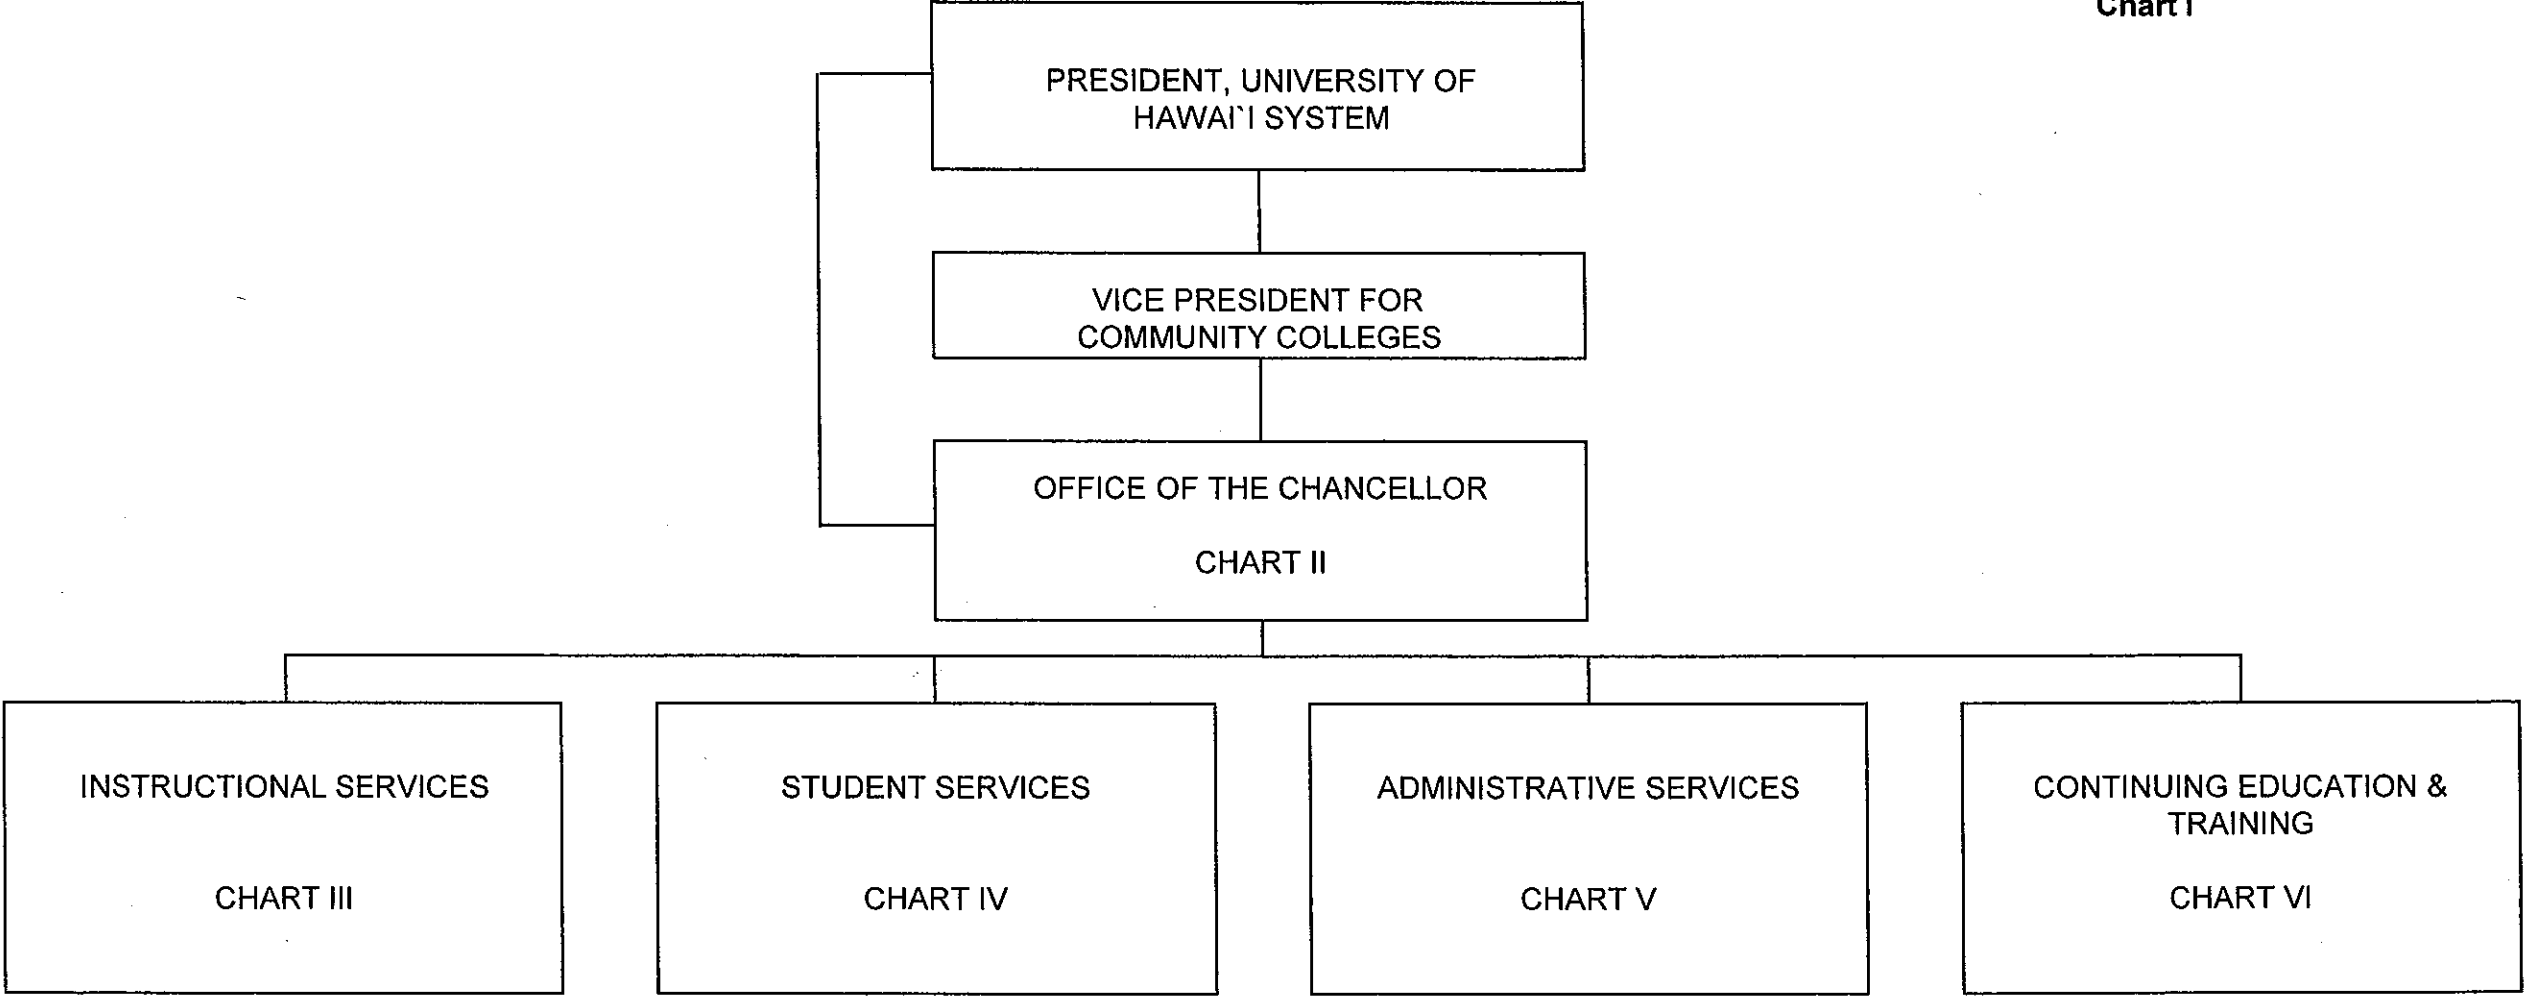 Chart I
PRESIDENT, UNIVERSITY OF
HAWAI`I SYSTEM
VICE PRESIDENT FOR
COMMUNITY COLLEGES
OFFICE OF THE CHANCELLOR
CHART II
INSTRUCTIONAL SERVICES
CHART III
STUDENT SERVICES
CHART IV
ADMINISTRATIVE SERVICES
CHART V
CONTINUING EDUCATION &
TRAINING
CHART VI